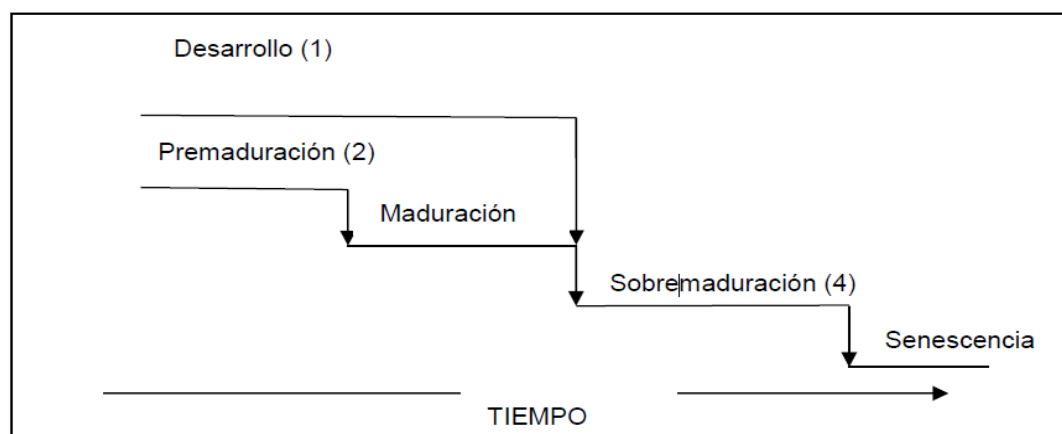 Desarrollo (1)
Premaduración (2)
Maduración
Sobremaduración (4)
Senescencia
TIEMPO